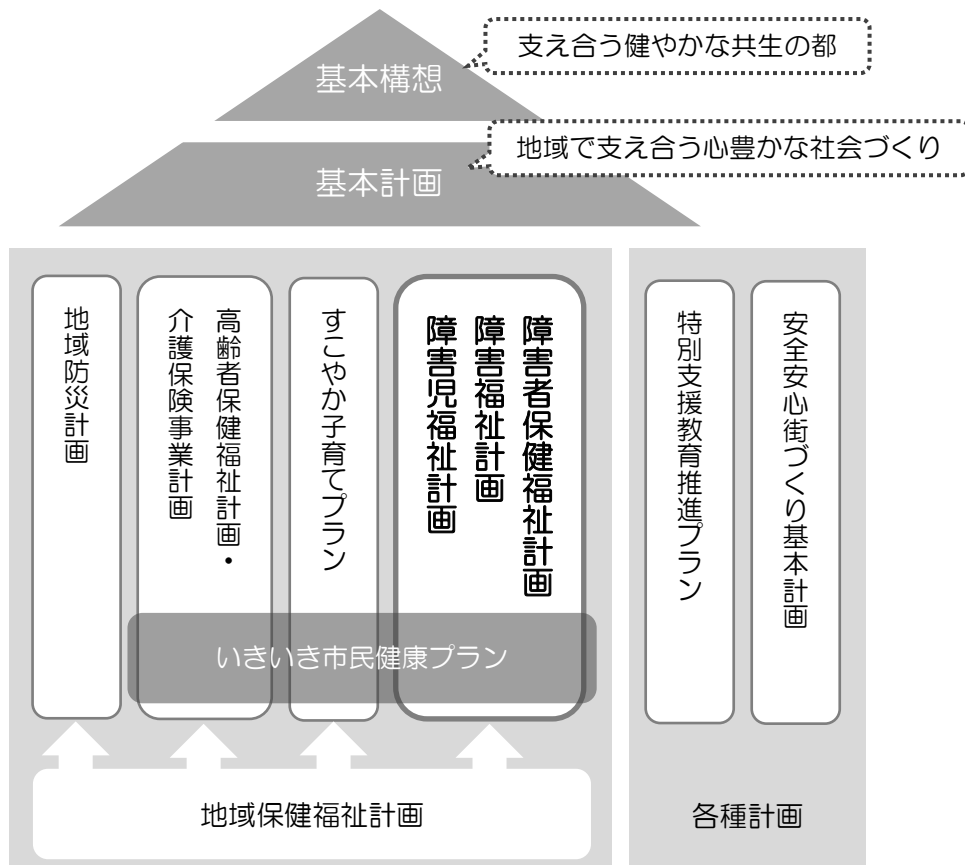 支え合う健やかな共生の都
基本構想
地域で支え合う心豊かな社会づくり
基本計画
地域防災計画
高齢者保健福祉計画・
介護保険事業計画
すこやか子育てプラン
障害者保健福祉計画
障害福祉計画
障害児福祉計画
特別支援教育推進プラン
安全安心街づくり基本計画
いきいき市民健康プラン
地域保健福祉計画
各種計画